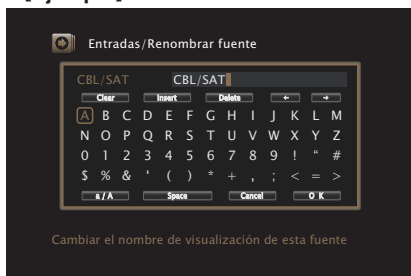 Entradas/Renombrar fuente
CBL/SAT CBL/SAT
Clear Insert Delete ← →
A B C D E F G H I J K L M
N O P Q R S T U V W X Y Z
0 1 2 3 4 5 6 7 8 9 ! “ #
$ % & ‘ ( ) * + , ; < = >
a / A Space Cancel O K
Cambiar el nombre de visualización de esta fuente